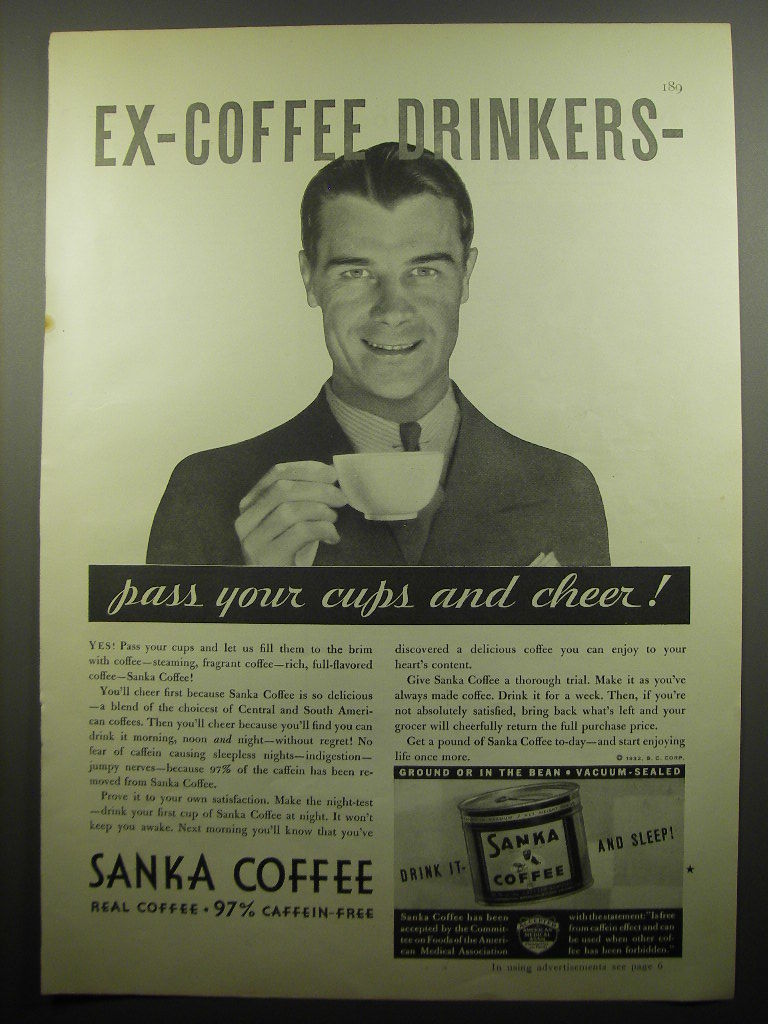 189
EX-COFFEE DRINKERS-
pass your cups and cheer!
YES! Pass your cups and let us fill them to the brim
with coffee—steaming, fragrant coffee—rich, full-flavored
coffee—Sanka Coffee!
You'll cheer first because Sanka Coffee is so delicious
—a blend of the choicest of Central and South Ameri-
can coffees. Then you'll cheer because you'll find you can
drink it morning, noon and night—without regret! No
fear of caffein causing sleepless nights—indigestion—
jumpy nerves—because 97% of the caffein has been re-
moved from Sanka Coffee.
Prove it to your own satisfaction. Make the night-test
—drink your first cup of Sanka Coffee at night. It won't
keep you awake. Next morning you'll know that you've
discovered a delicious coffee you can enjoy to your
heart's content.
Give Sanka Coffee a thorough trial. Make it as you've
always made coffee. Drink it for a week. Then, if you're
not absolutely satisfied, bring back what's left and your
grocer will cheerfully return the full purchase price.
Get a pound of Sanka Coffee to-day—and start enjoying
life once more.
© 1932, G. F. CORP.
SANKA COFFEE
REAL COFFEE • 97% CAFFEIN-FREE
GROUND OR IN THE BEAN • VACUUM-SEALED
DRINK IT-
SANKA
COFFEE
AND SLEEP!
Sanka Coffee has been
accepted by the Commit-
tee on Foods of the Ameri-
can Medical Association
ACCEPTED
AMERICAN
MEDICAL
ASSN.
with the statement: "Is free
from caffein effect and can
be used when other cof-
fee has been forbidden."
In using advertisements see page 6